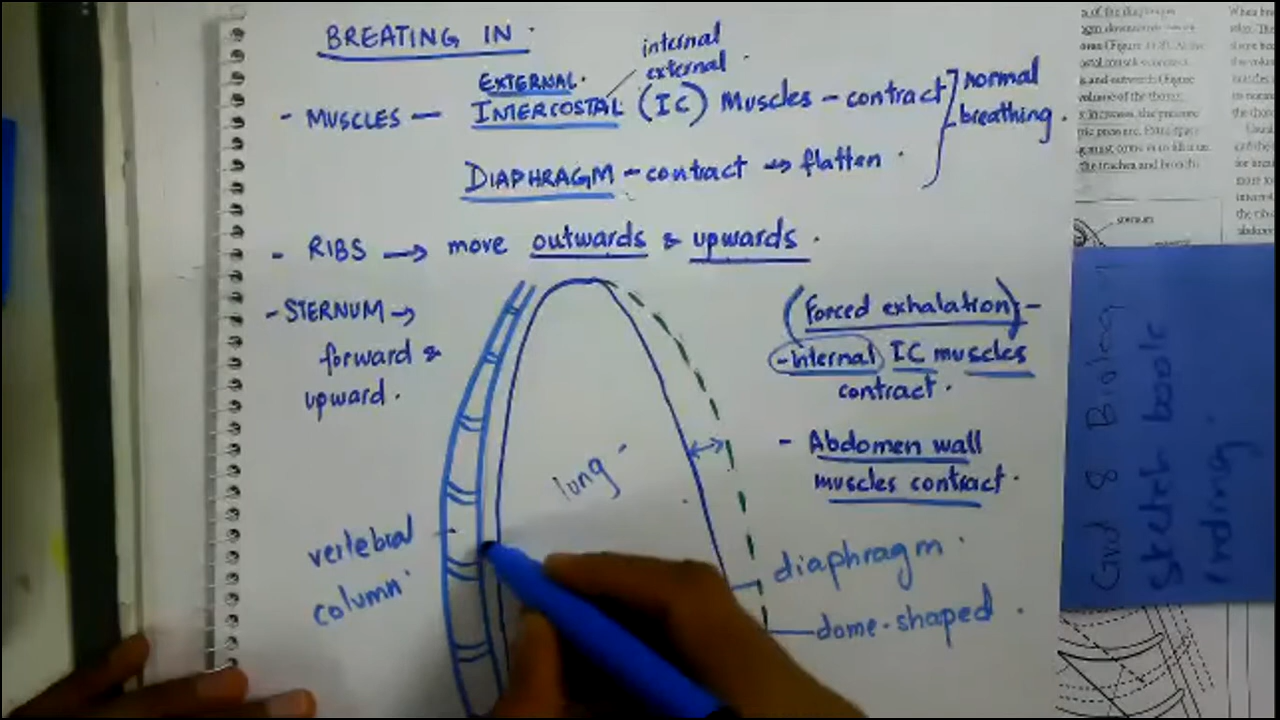 BREATING IN.
internal
external.
EXTERNAL.
- MUSCLES — INTERCOSTAL (IC) Muscles - contract
normal
breathing.
DIAPHRAGM - contract → flatten.
- RIBS → move outwards & upwards.
- STERNUM →
forward &
upward.
(Forced exhalation) -
- Internal IC muscles
contract.
- Abdomen wall
muscles contract.
lung
vertebral
column
diaphragm
dome-shaped.
sternum
Biology
Sketch book